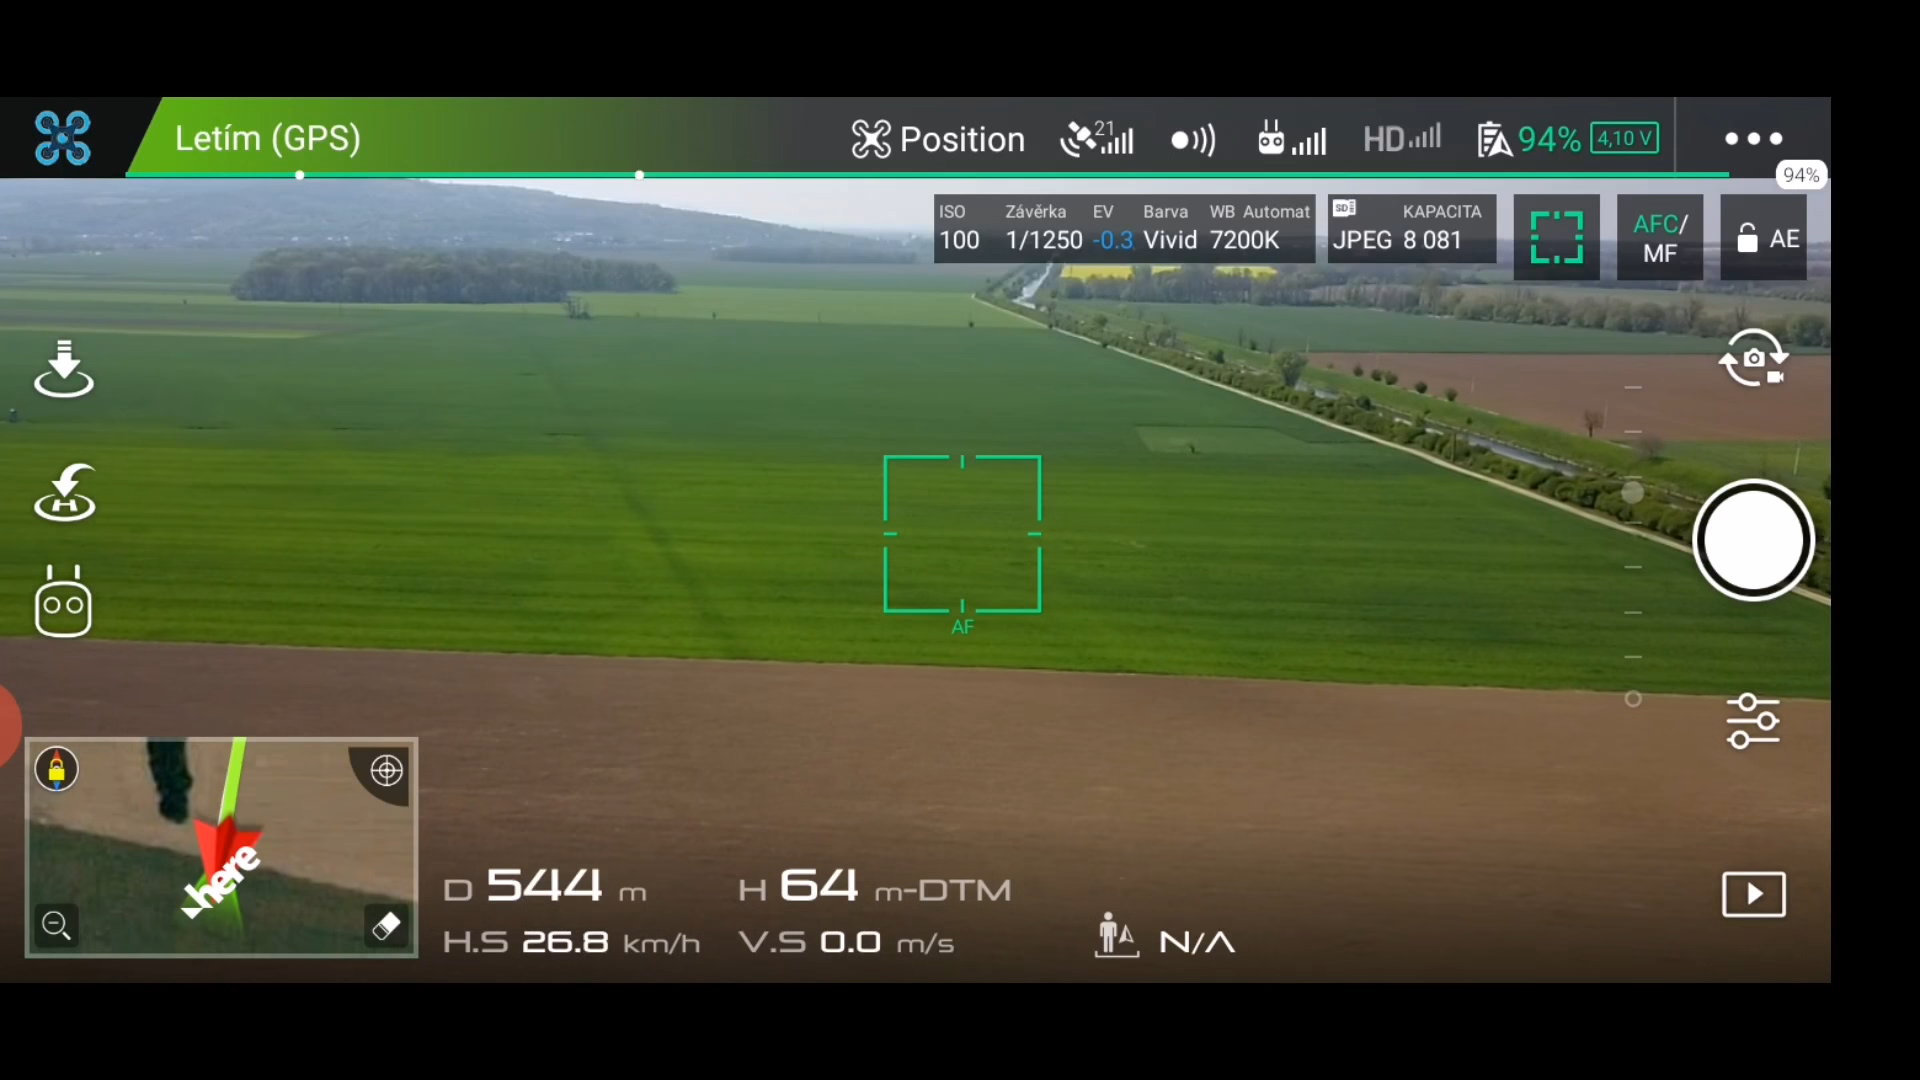 Letím (GPS)
Position
21
HD
94%
4,10 V
94%
ISO Závěrka EV Barva WB Automat
100 1/1250 -0.3 Vivid 7200K
SD KAPACITA
JPEG 8 081
AFC/
MF
AE
AF
H
here
D 544 m H 64 m-DTM
H.S 26.8 km/h V.S 0.0 m/s N/A